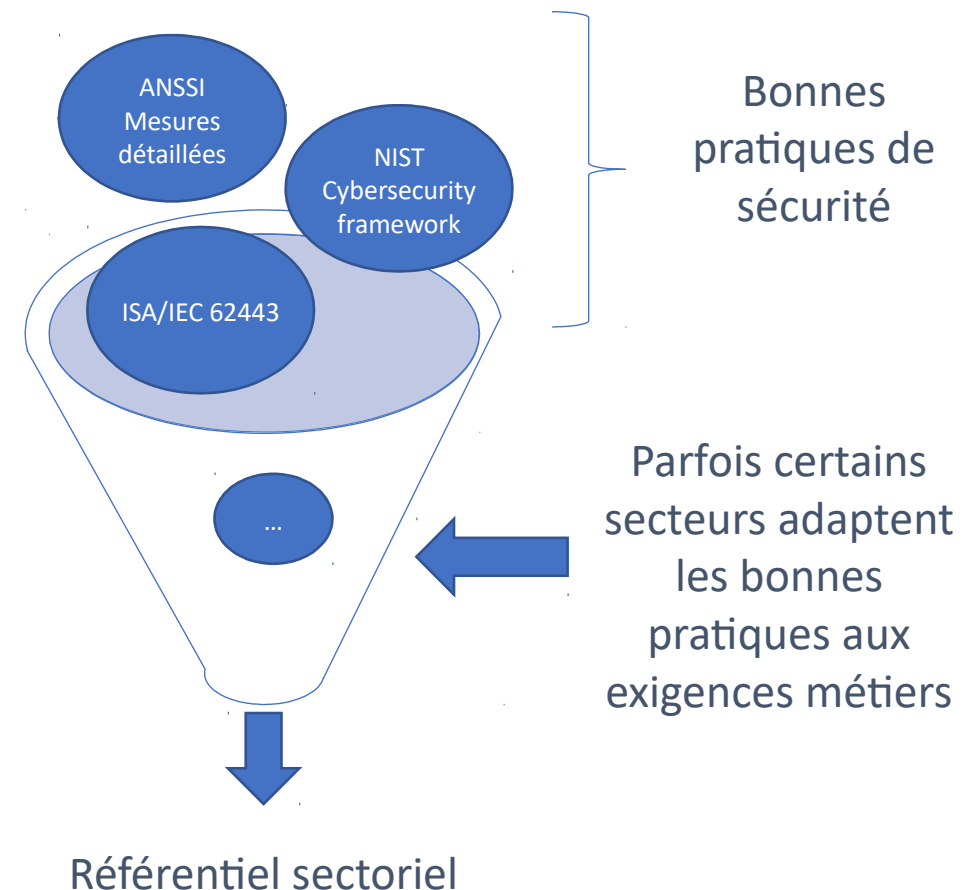 ANSSI
Mesures
détaillées
NIST
Cybersecurity
framework
ISA/IEC 62443
...
Bonnes
pratiques de
sécurité
Parfois certains
secteurs adaptent
les bonnes
pratiques aux
exigences métiers
Référentiel sectoriel